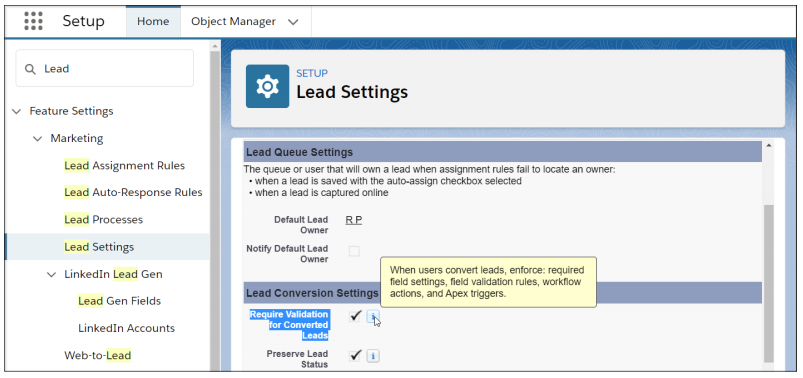 Setup
Home
Object Manager
Lead
Feature Settings
Marketing
Lead Assignment Rules
Lead Auto-Response Rules
Lead Processes
Lead Settings
LinkedIn Lead Gen
Lead Gen Fields
LinkedIn Accounts
Web-to-Lead
SETUP
Lead Settings
Lead Queue Settings
The queue or user that will own a lead when assignment rules fail to locate an owner:
• when a lead is saved with the auto-assign checkbox selected
• when a lead is captured online
Default Lead
Owner
R P
Notify Default Lead
Owner
When users convert leads, enforce: required
field settings, field validation rules, workflow
actions, and Apex triggers.
Lead Conversion Settings
Require Validation
for Converted
Leads
Preserve Lead
Status